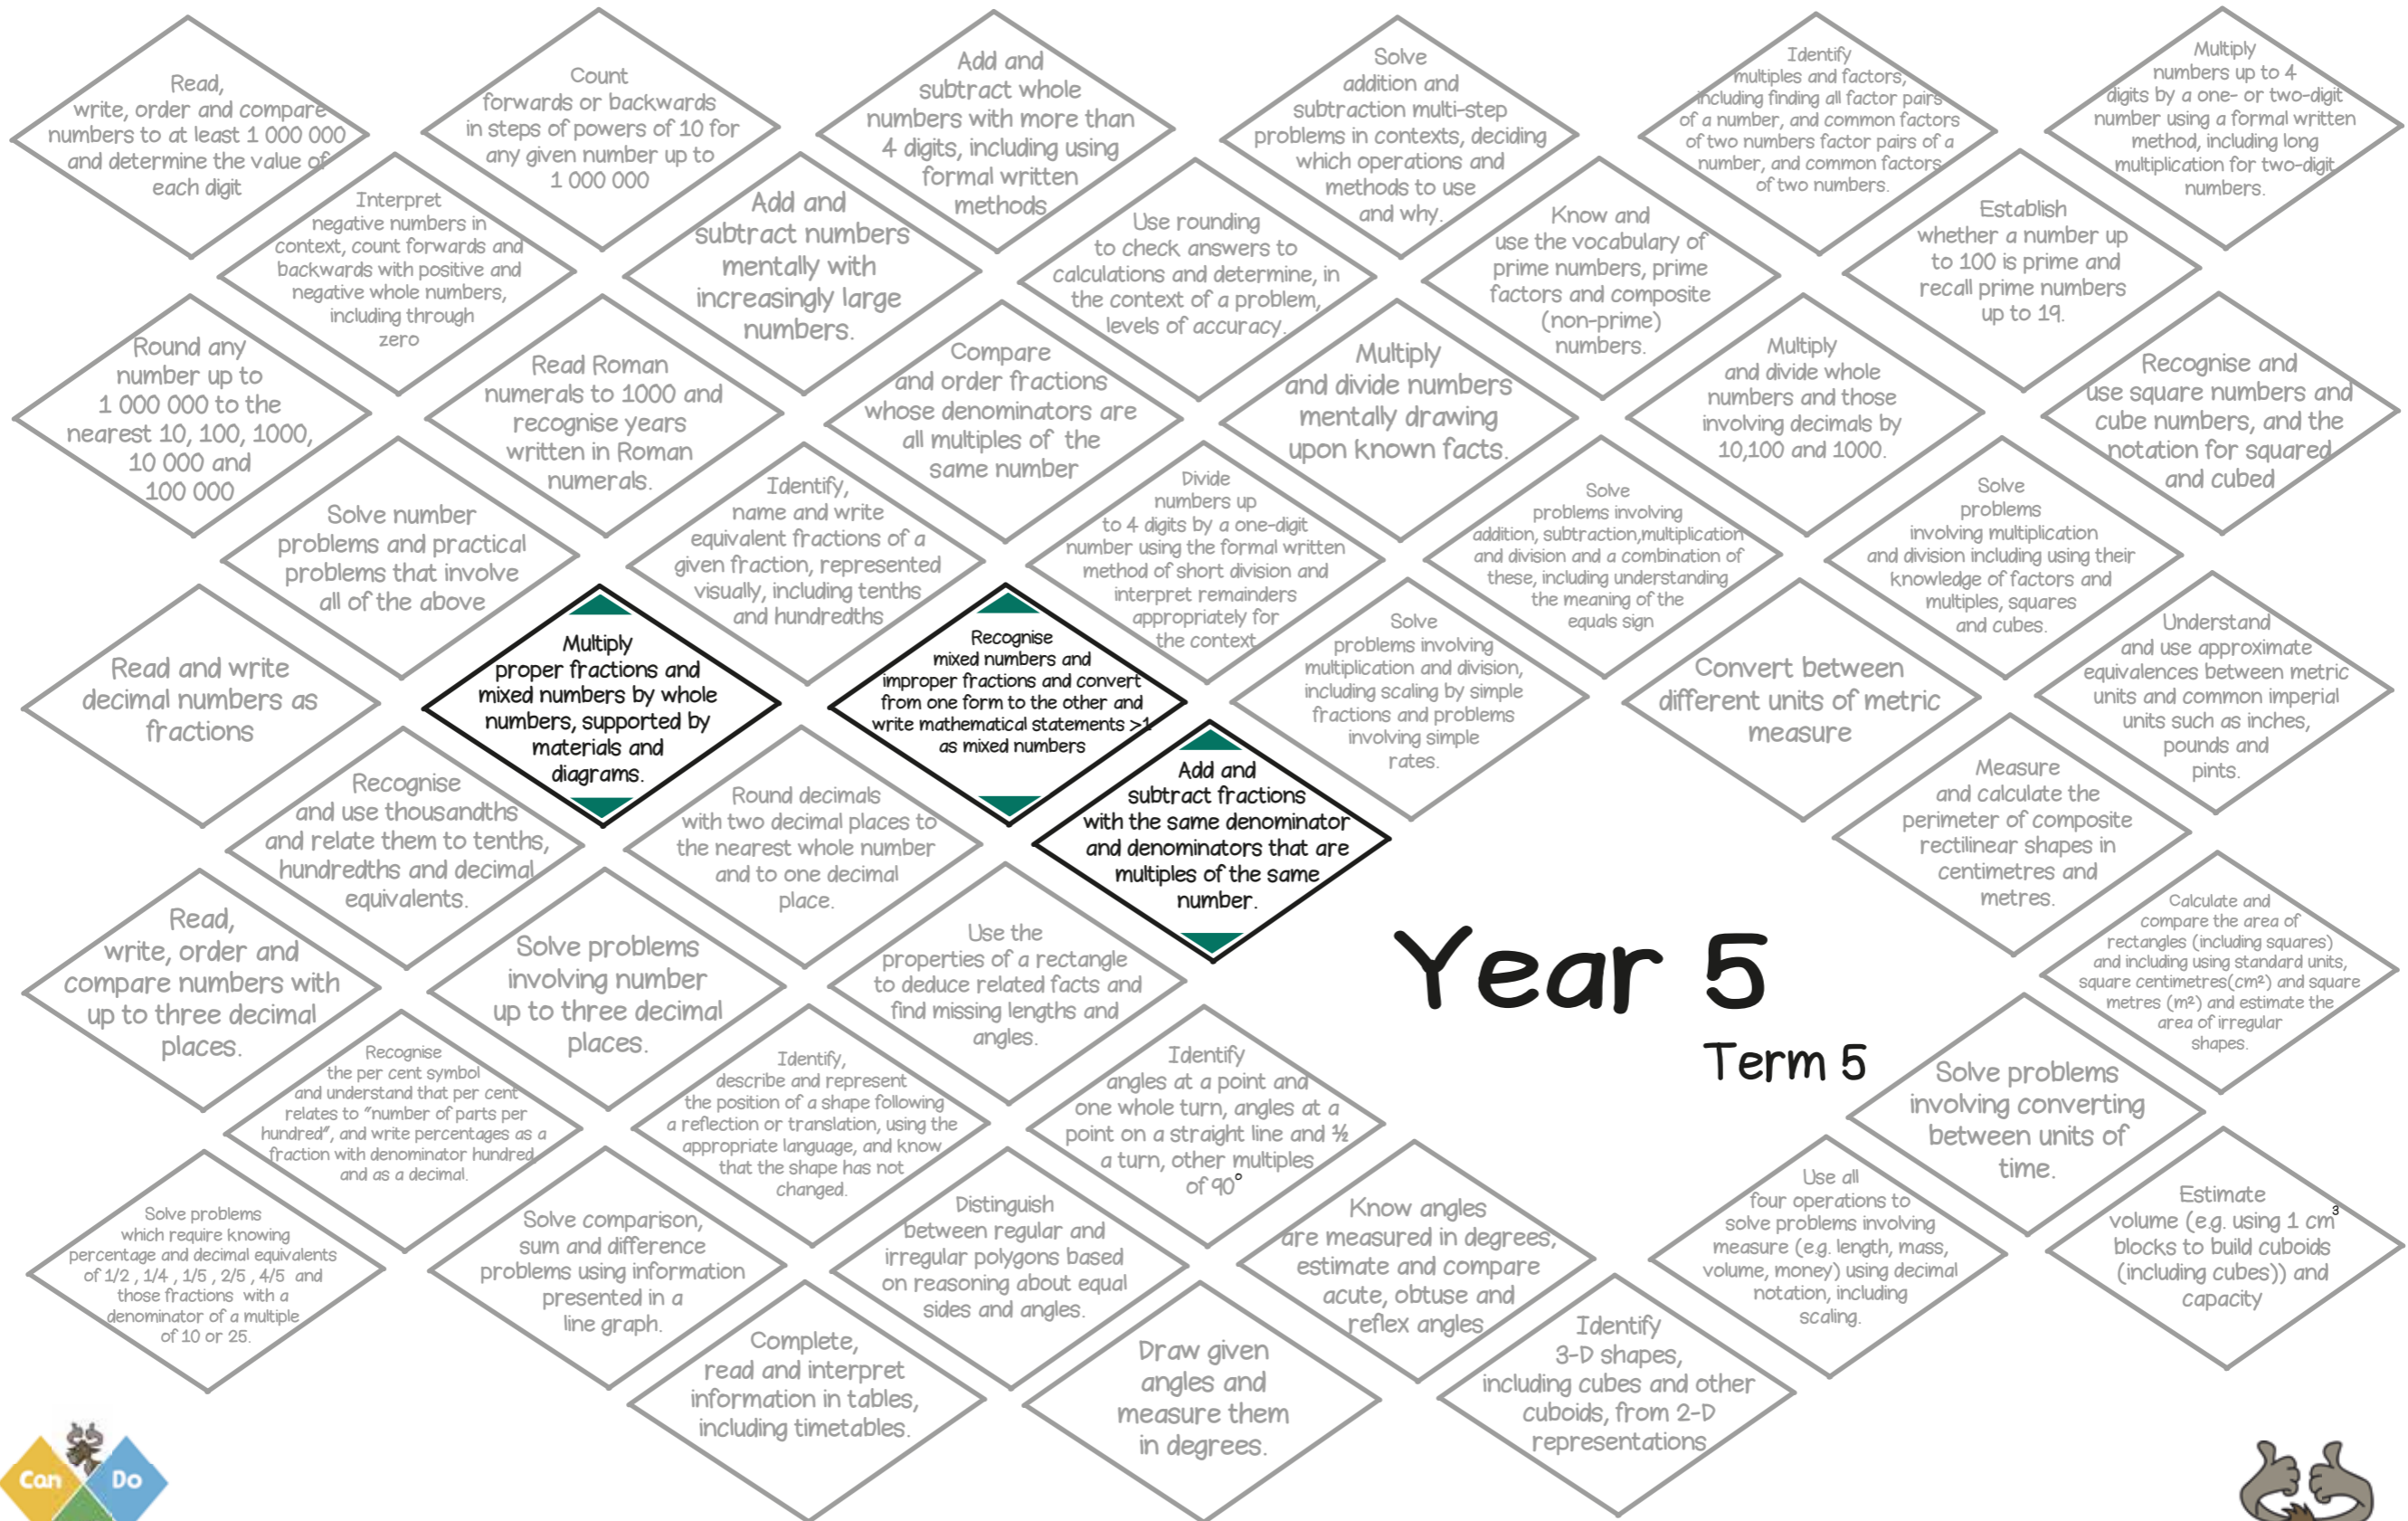 Read,
write, order and compare
numbers to at least 1 000 000
and determine the value of
each digit
Count
forwards or backwards
in steps of powers of 10 for
any given number up to
1 000 000
Add and
subtract whole
numbers with more than
4 digits, including using
formal written
methods
Solve
addition and
subtraction multi-step
problems in contexts, deciding
which operations and
methods to use
and why.
Identify
multiples and factors,
including finding all factor pairs
of a number, and common factors
of two numbers factor pairs of a
number, and common factors
of two numbers.
Multiply
numbers up to 4
digits by a one- or two-digit
number using a formal written
method, including long
multiplication for two-digit
numbers.
Interpret
negative numbers in
context, count forwards and
backwards with positive and
negative whole numbers,
including through
zero
Add and
subtract numbers
mentally with
increasingly large
numbers.
Use rounding
to check answers to
calculations and determine, in
the context of a problem,
levels of accuracy.
Know and
use the vocabulary of
prime numbers, prime
factors and composite
(non-prime)
numbers.
Establish
whether a number up
to 100 is prime and
recall prime numbers
up to 19.
Round any
number up to
1 000 000 to the
nearest 10, 100, 1000,
10 000 and
100 000
Read Roman
numerals to 1000 and
recognise years
written in Roman
numerals.
Compare
and order fractions
whose denominators are
all multiples of the
same number
Multiply
and divide numbers
mentally drawing
upon known facts.
Multiply
and divide whole
numbers and those
involving decimals by
10,100 and 1000.
Recognise and
use square numbers and
cube numbers, and the
notation for squared
and cubed
Solve number
problems and practical
problems that involve
all of the above
Identify,
name and write
equivalent fractions of a
given fraction, represented
visually, including tenths
and hundredths
Divide
numbers up
to 4 digits by a one-digit
number using the formal written
method of short division and
interpret remainders
appropriately for
the context
Solve
problems involving
addition, subtraction,multiplication
and division and a combination of
these, including understanding
the meaning of the
equals sign
Solve
problems
involving multiplication
and division including using their
knowledge of factors and
multiples, squares
and cubes.
Read and write
decimal numbers as
fractions
Multiply
proper fractions and
mixed numbers by whole
numbers, supported by
materials and
diagrams.
Recognise
mixed numbers and
improper fractions and convert
from one form to the other and
write mathematical statements >1
as mixed numbers
Solve
problems involving
multiplication and division,
including scaling by simple
fractions and problems
involving simple
rates.
Convert between
different units of metric
measure
Understand
and use approximate
equivalences between metric
units and common imperial
units such as inches,
pounds and
pints.
Recognise
and use thousandths
and relate them to tenths,
hundredths and decimal
equivalents.
Round decimals
with two decimal places to
the nearest whole number
and to one decimal
place.
Add and
subtract fractions
with the same denominator
and denominators that are
multiples of the same
number.
Measure
and calculate the
perimeter of composite
rectilinear shapes in
centimetres and
metres.
Read,
write, order and
compare numbers with
up to three decimal
places.
Solve problems
involving number
up to three decimal
places.
Use the
properties of a rectangle
to deduce related facts and
find missing lengths and
angles.
Year 5
Term 5
Calculate and
compare the area of
rectangles (including squares)
and including using standard units,
square centimetres(cm²) and square
metres (m²) and estimate the
area of irregular
shapes.
Recognise
the per cent symbol
and understand that per cent
relates to “number of parts per
hundred”, and write percentages as a
fraction with denominator hundred
and as a decimal.
Identify,
describe and represent
the position of a shape following
a reflection or translation, using the
appropriate language, and know
that the shape has not
changed.
Identify
angles at a point and
one whole turn, angles at a
point on a straight line and ½
a turn, other multiples
of 90°
Solve problems
involving converting
between units of
time.
Solve problems
which require knowing
percentage and decimal equivalents
of 1/2 , 1/4 , 1/5 , 2/5 , 4/5 and
those fractions with a
denominator of a multiple
of 10 or 25.
Solve comparison,
sum and difference
problems using information
presented in a
line graph.
Distinguish
between regular and
irregular polygons based
on reasoning about equal
sides and angles.
Know angles
are measured in degrees,
estimate and compare
acute, obtuse and
reflex angles
Use all
four operations to
solve problems involving
measure (e.g. length, mass,
volume, money) using decimal
notation, including
scaling.
Estimate
volume (e.g. using 1 cm³
blocks to build cuboids
(including cubes)) and
capacity
Complete,
read and interpret
information in tables,
including timetables.
Draw given
angles and
measure them
in degrees.
Identify
3-D shapes,
including cubes and other
cuboids, from 2-D
representations
Can
Do